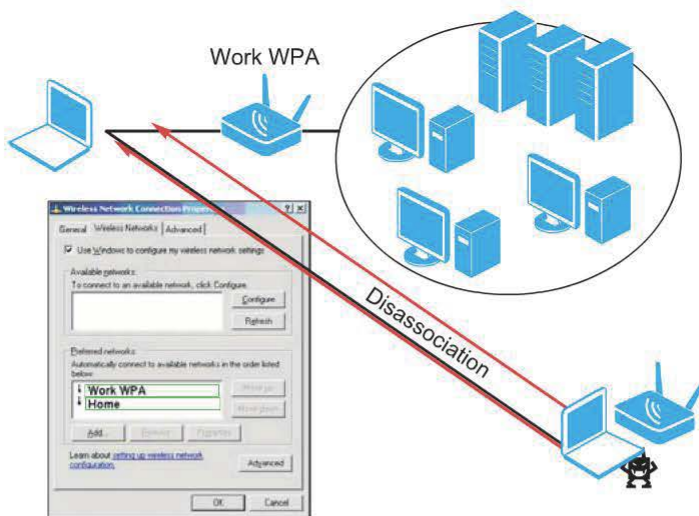 Work WPA
Disassociation
Wireless Network Connection Properties
General Wireless Networks Advanced
Use Windows to configure my wireless network settings
Available networks:
To connect to an available network, click Configure.
Configure
Refresh
Preferred networks:
Automatically connect to available networks in the order listed
below:
Work WPA
Home
Move up
Move down
Add... Remove Properties
Learn about setting up wireless network
configuration.
Advanced
OK Cancel